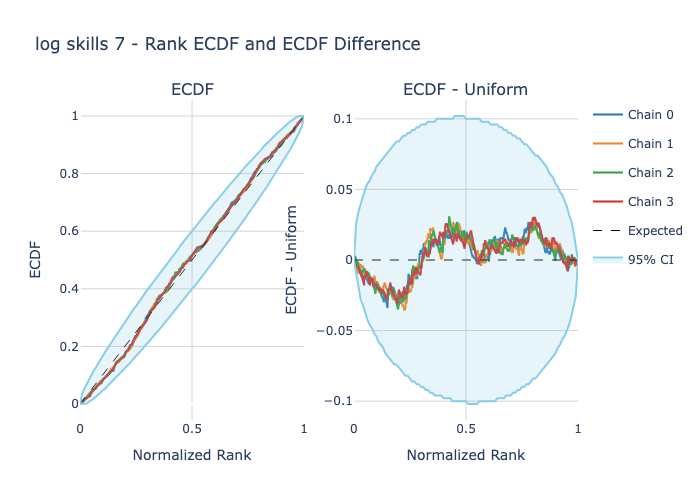 log skills 7 - Rank ECDF and ECDF Difference
ECDF
ECDF
1
0.8
0.6
0.4
0.2
0
0
0.5
1
Normalized Rank
ECDF - Uniform
ECDF - Uniform
0.1
0.05
0
−0.05
−0.1
0
0.5
1
Normalized Rank
Chain 0
Chain 1
Chain 2
Chain 3
Expected
95% CI